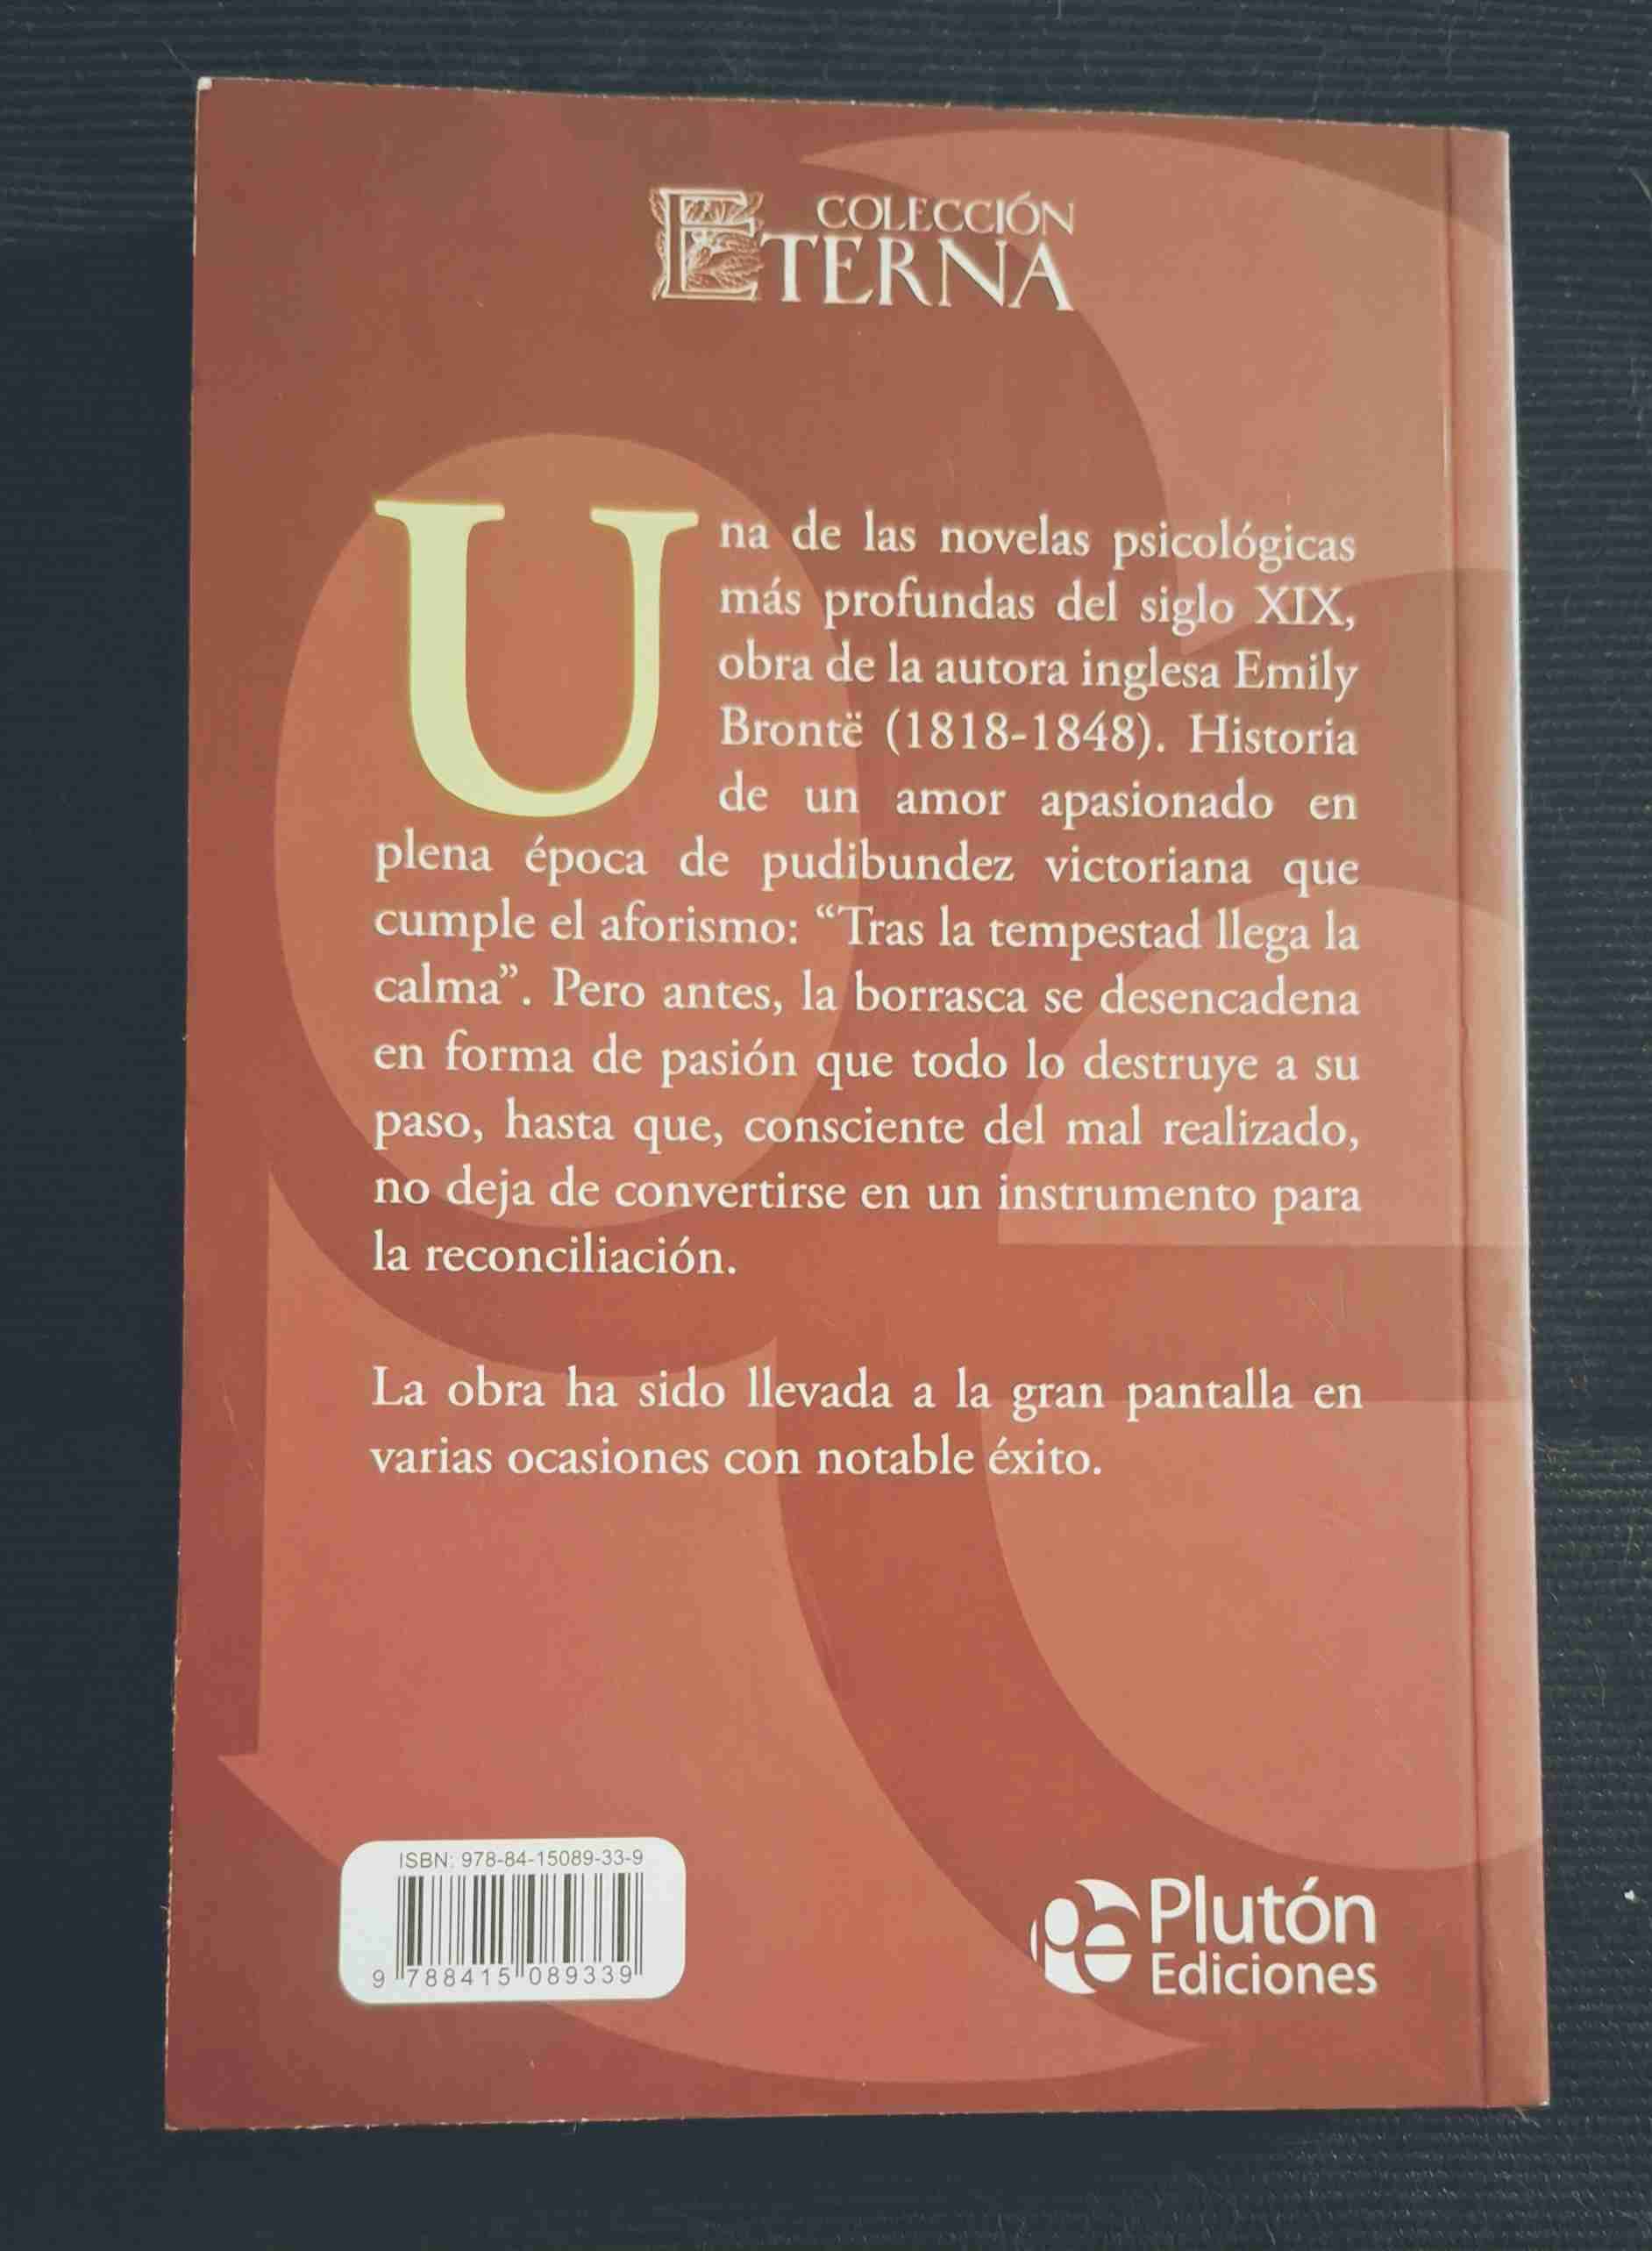 COLECCIÓN
ETERNA
Una de las novelas psicológicas
más profundas del siglo XIX,
obra de la autora inglesa Emily
Brontë (1818-1848). Historia
de un amor apasionado en
plena época de pudibundez victoriana que
cumple el aforismo: “Tras la tempestad llega la
calma”. Pero antes, la borrasca se desencadena
en forma de pasión que todo lo destruye a su
paso, hasta que, consciente del mal realizado,
no deja de convertirse en un instrumento para
la reconciliación.
La obra ha sido llevada a la gran pantalla en
varias ocasiones con notable éxito.
ISBN: 978-84-15089-33-9
9 788415 089339
pe Plutón
Ediciones